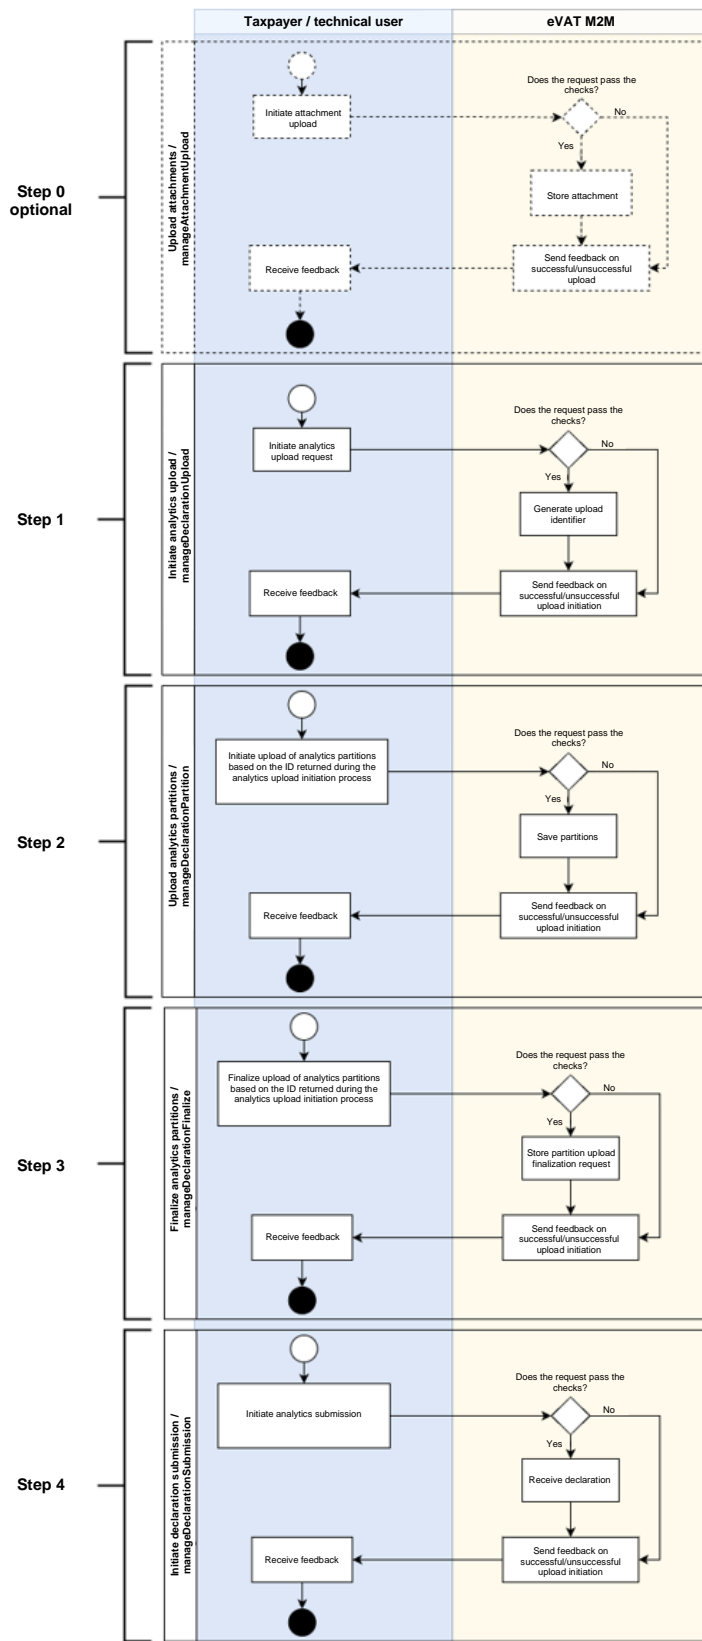 Taxpayer / technical user
eVAT M2M
Step 0
optional
Upload attachments /
manageAttachmentUpload
Initiate attachment
upload
Does the request pass the
checks?
No
Yes
Store attachment
Send feedback on
successful/unsuccessful
upload
Receive feedback
Step 1
Initiate analytics upload /
manageDeclarationUpload
Initiate analytics
upload request
Does the request pass the
checks?
No
Yes
Generate upload
identifier
Send feedback on
successful/unsuccessful
upload initiation
Receive feedback
Step 2
Upload analytics partitions /
manageDeclarationPartition
Initiate upload of analytics partitions
based on the ID returned during the
analytics upload initiation process
Does the request pass the
checks?
No
Yes
Save partitions
Send feedback on
successful/unsuccessful
upload initiation
Receive feedback
Step 3
Finalize analytics partitions /
manageDeclarationFinalize
Finalize upload of analytics partitions
based on the ID returned during the
analytics upload initiation process
Does the request pass the
checks?
No
Yes
Store partition upload
finalization request
Send feedback on
successful/unsuccessful
upload initiation
Receive feedback
Step 4
Initiate declaration submission /
manageDeclarationSubmission
Initiate analytics submission
Does the request pass the
checks?
No
Yes
Receive declaration
Send feedback on
successful/unsuccessful
upload initiation
Receive feedback